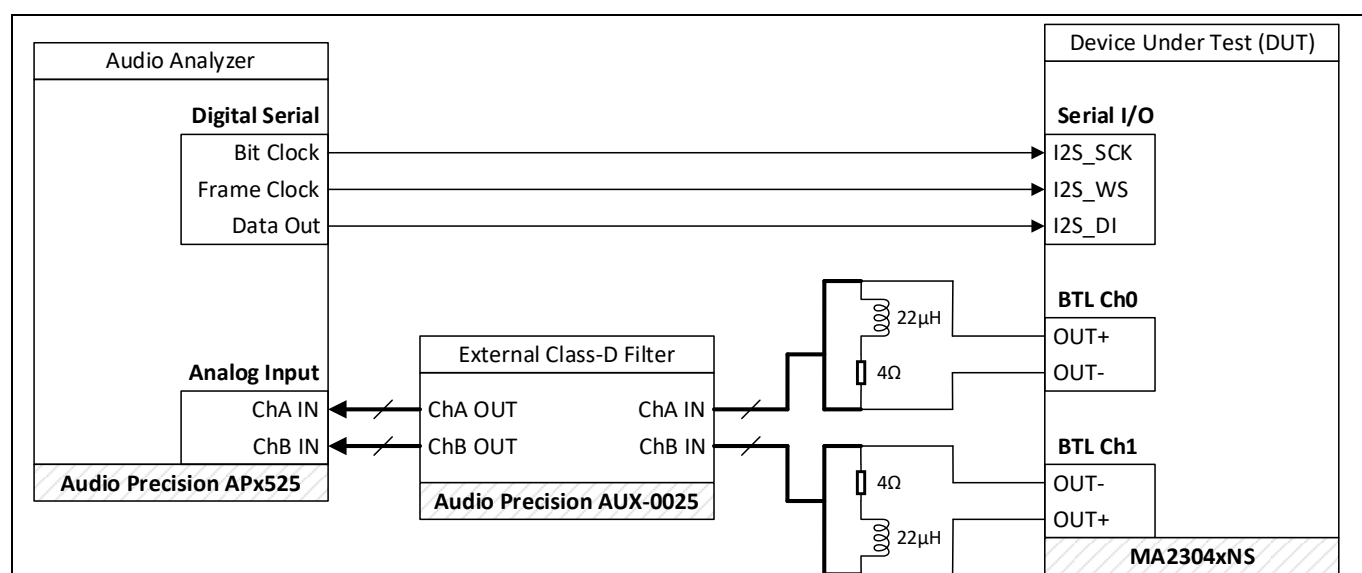 Audio Analyzer
Digital Serial
Bit Clock
Frame Clock
Data Out
Analog Input
ChA IN
ChB IN
Audio Precision APx525
External Class-D Filter
ChA OUT ChA IN
ChB OUT ChB IN
Audio Precision AUX-0025
22µH
4Ω
4Ω
22µH
Device Under Test (DUT)
Serial I/O
I2S_SCK
I2S_WS
I2S_DI
BTL Ch0
OUT+
OUT-
BTL Ch1
OUT-
OUT+
MA2304xNS